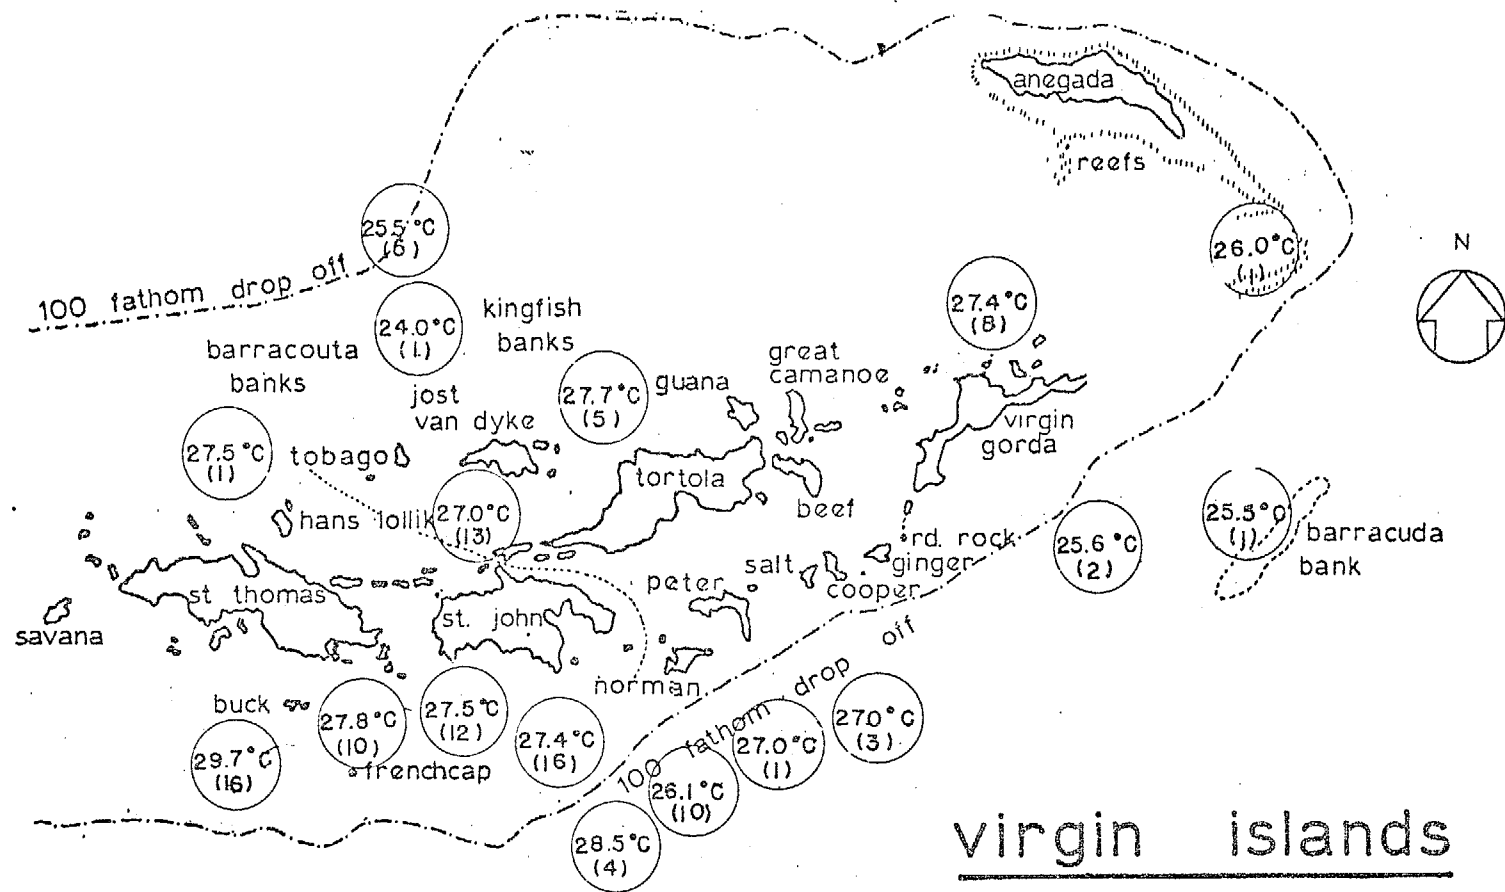 anegada
reefs
25.5°C
(6)
100 fathom drop off
26.0°C
(1)
N
24.0°C
(1)
kingfish
banks
27.4°C
(8)
barracouta
banks
great
camanoe
jost
van dyke
27.7°C
(5)
guana
virgin
gorda
27.5°C
(1)
tobago
tortola
beef
hans lollik
27.0°C
(13)
25.6°C
(2)
25.5°C
(1)
barracuda
bank
rd. rock
ginger
salt
cooper
peter
st thomas
st. john
savana
norman
100 fathom drop off
buck
27.8°C
(10)
27.5°C
(12)
27.4°C
(16)
27.0°C
(1)
27.0°C
(3)
29.7°C
(16)
frenchcap
26.1°C
(10)
28.5°C
(4)
virgin islands